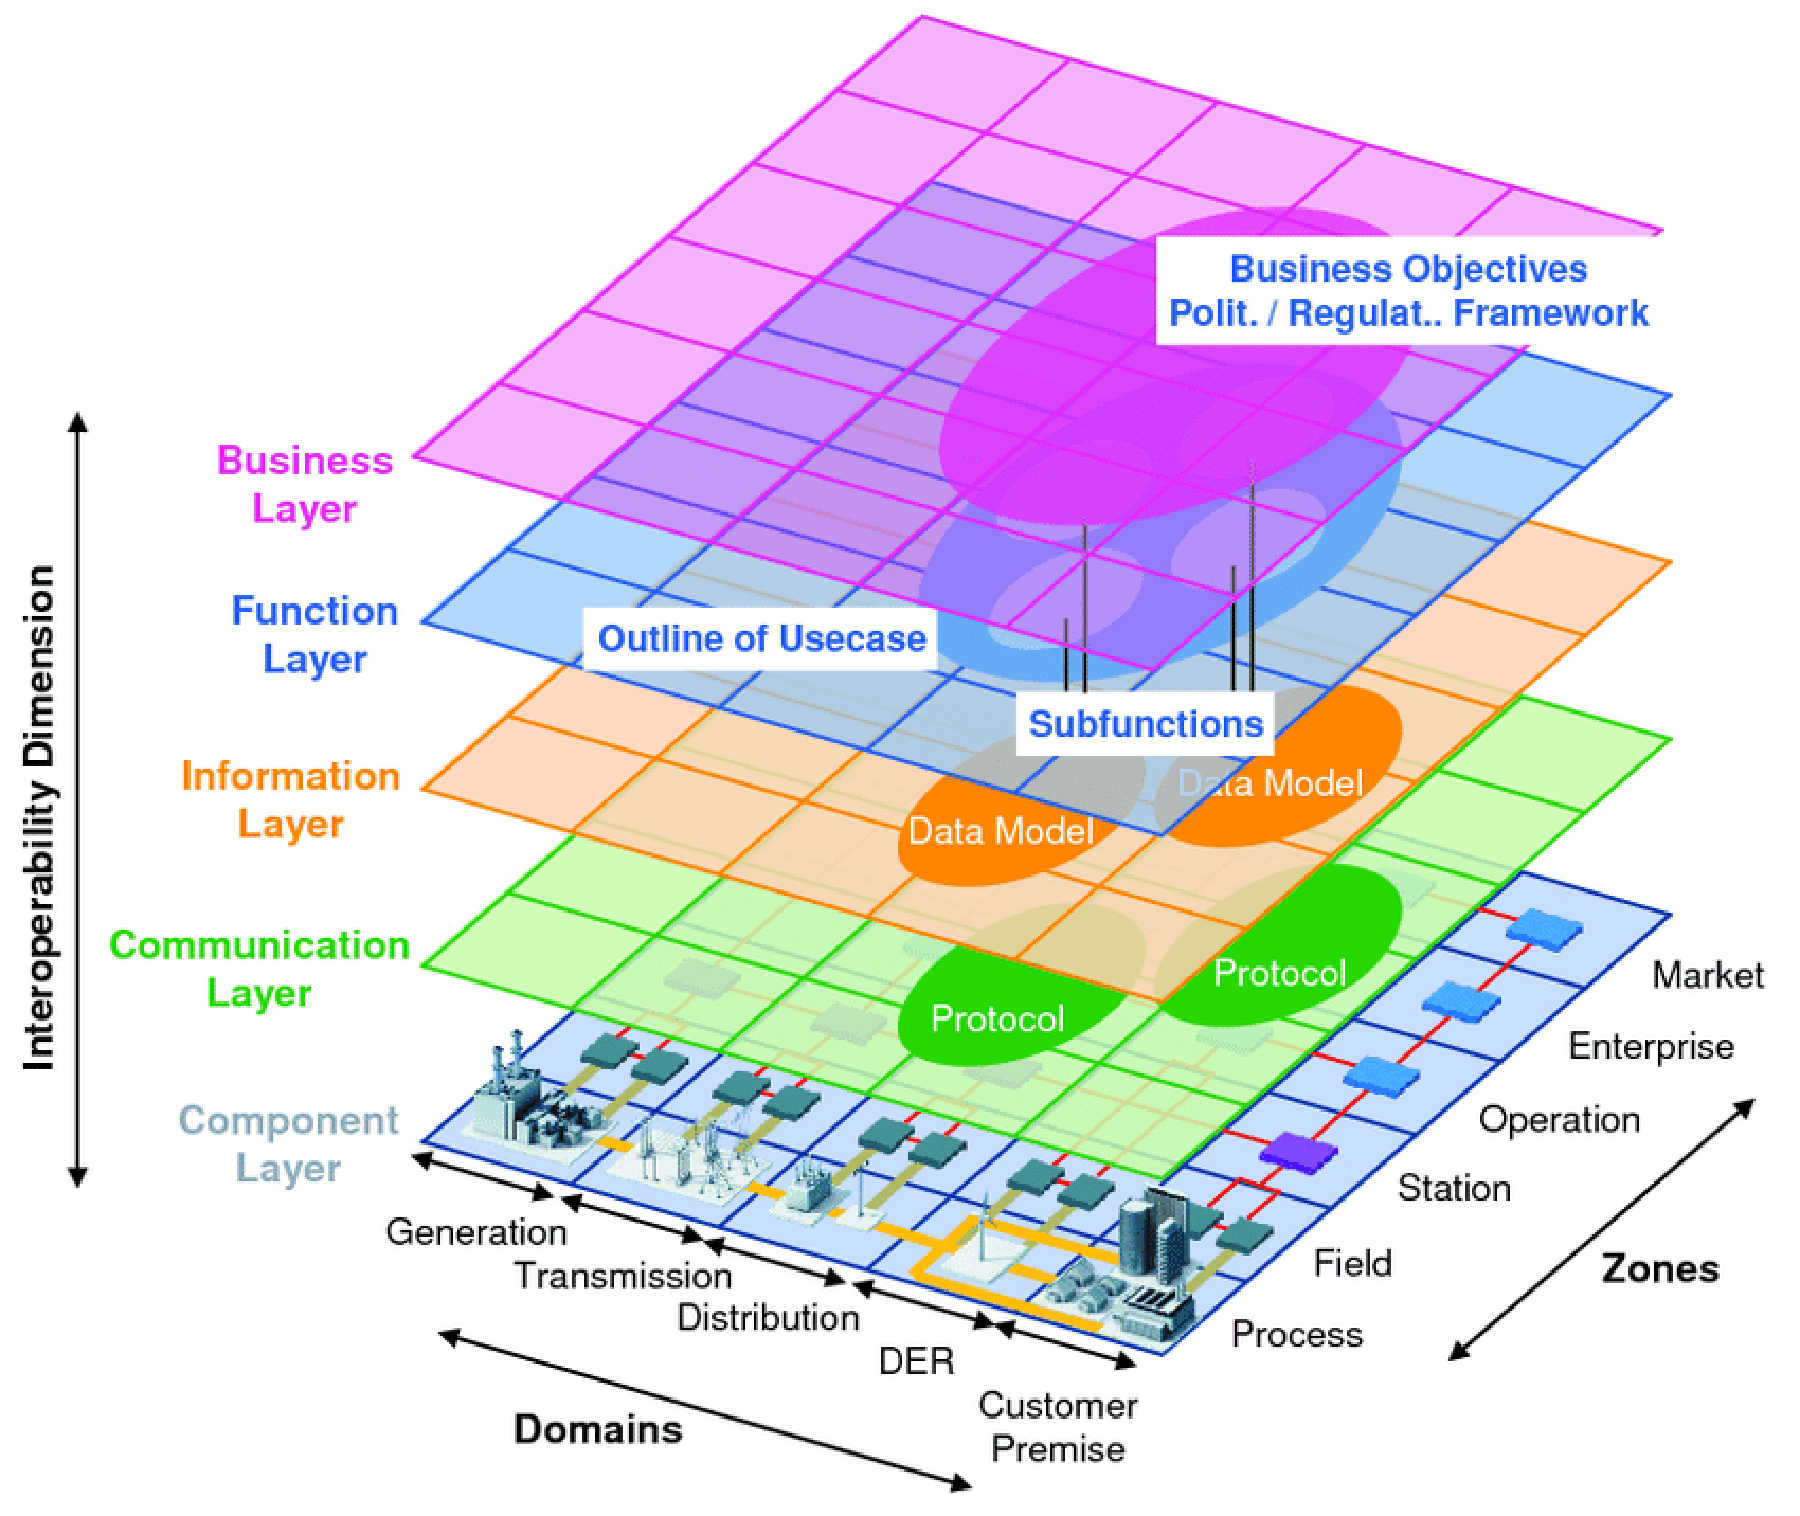 Business Objectives
Polit. / Regulat.. Framework
Business
Layer
Function
Layer
Outline of Usecase
Subfunctions
Information
Layer
Data Model
Data Model
Communication
Layer
Protocol
Protocol
Component
Layer
Interoperability Dimension
Market
Enterprise
Operation
Station
Field
Process
Zones
Generation
Transmission
Distribution
DER
Customer
Premise
Domains